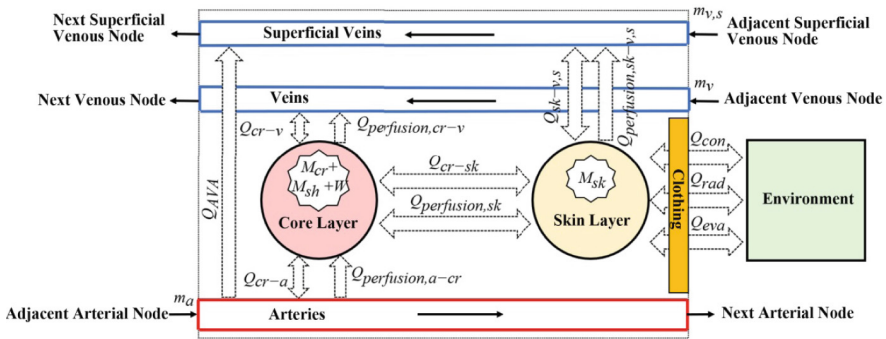 Next Superficial
Venous Node
Superficial Veins
m_{v,s}
Adjacent Superficial
Venous Node
Q_{sk-v,s}
Q_{perfusion,sk-v,s}
Next Venous Node
Veins
m_v
Adjacent Venous Node
Q_{cr-v}
Q_{perfusion,cr-v}
Q_{AVA}
M_{cr}+
M_{sh}+W
Core Layer
Q_{cr-sk}
Q_{perfusion,sk}
M_{sk}
Skin Layer
Clothing
Q_{con}
Q_{rad}
Q_{eva}
Environment
Q_{cr-a}
Q_{perfusion,a-cr}
m_a
Adjacent Arterial Node
Arteries
Next Arterial Node